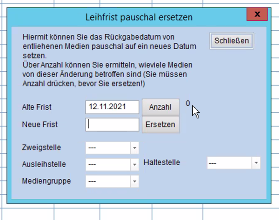 Leihfrist pauschal ersetzen
x
Hiermit können Sie das Rückgabedatum von
entliehenen Medien pauschal auf ein neues Datum
setzen.
Über Anzahl können Sie ermitteln, wieviele Medien
von dieser Änderung betroffen sind (Sie müssen
Anzahl drücken, bevor Sie ersetzen!)
Schließen
Alte Frist 12.11.2021 Anzahl 0
Neue Frist Ersetzen
Zweigstelle ---
Ausleihstelle --- Haltestelle ---
Mediengruppe ---